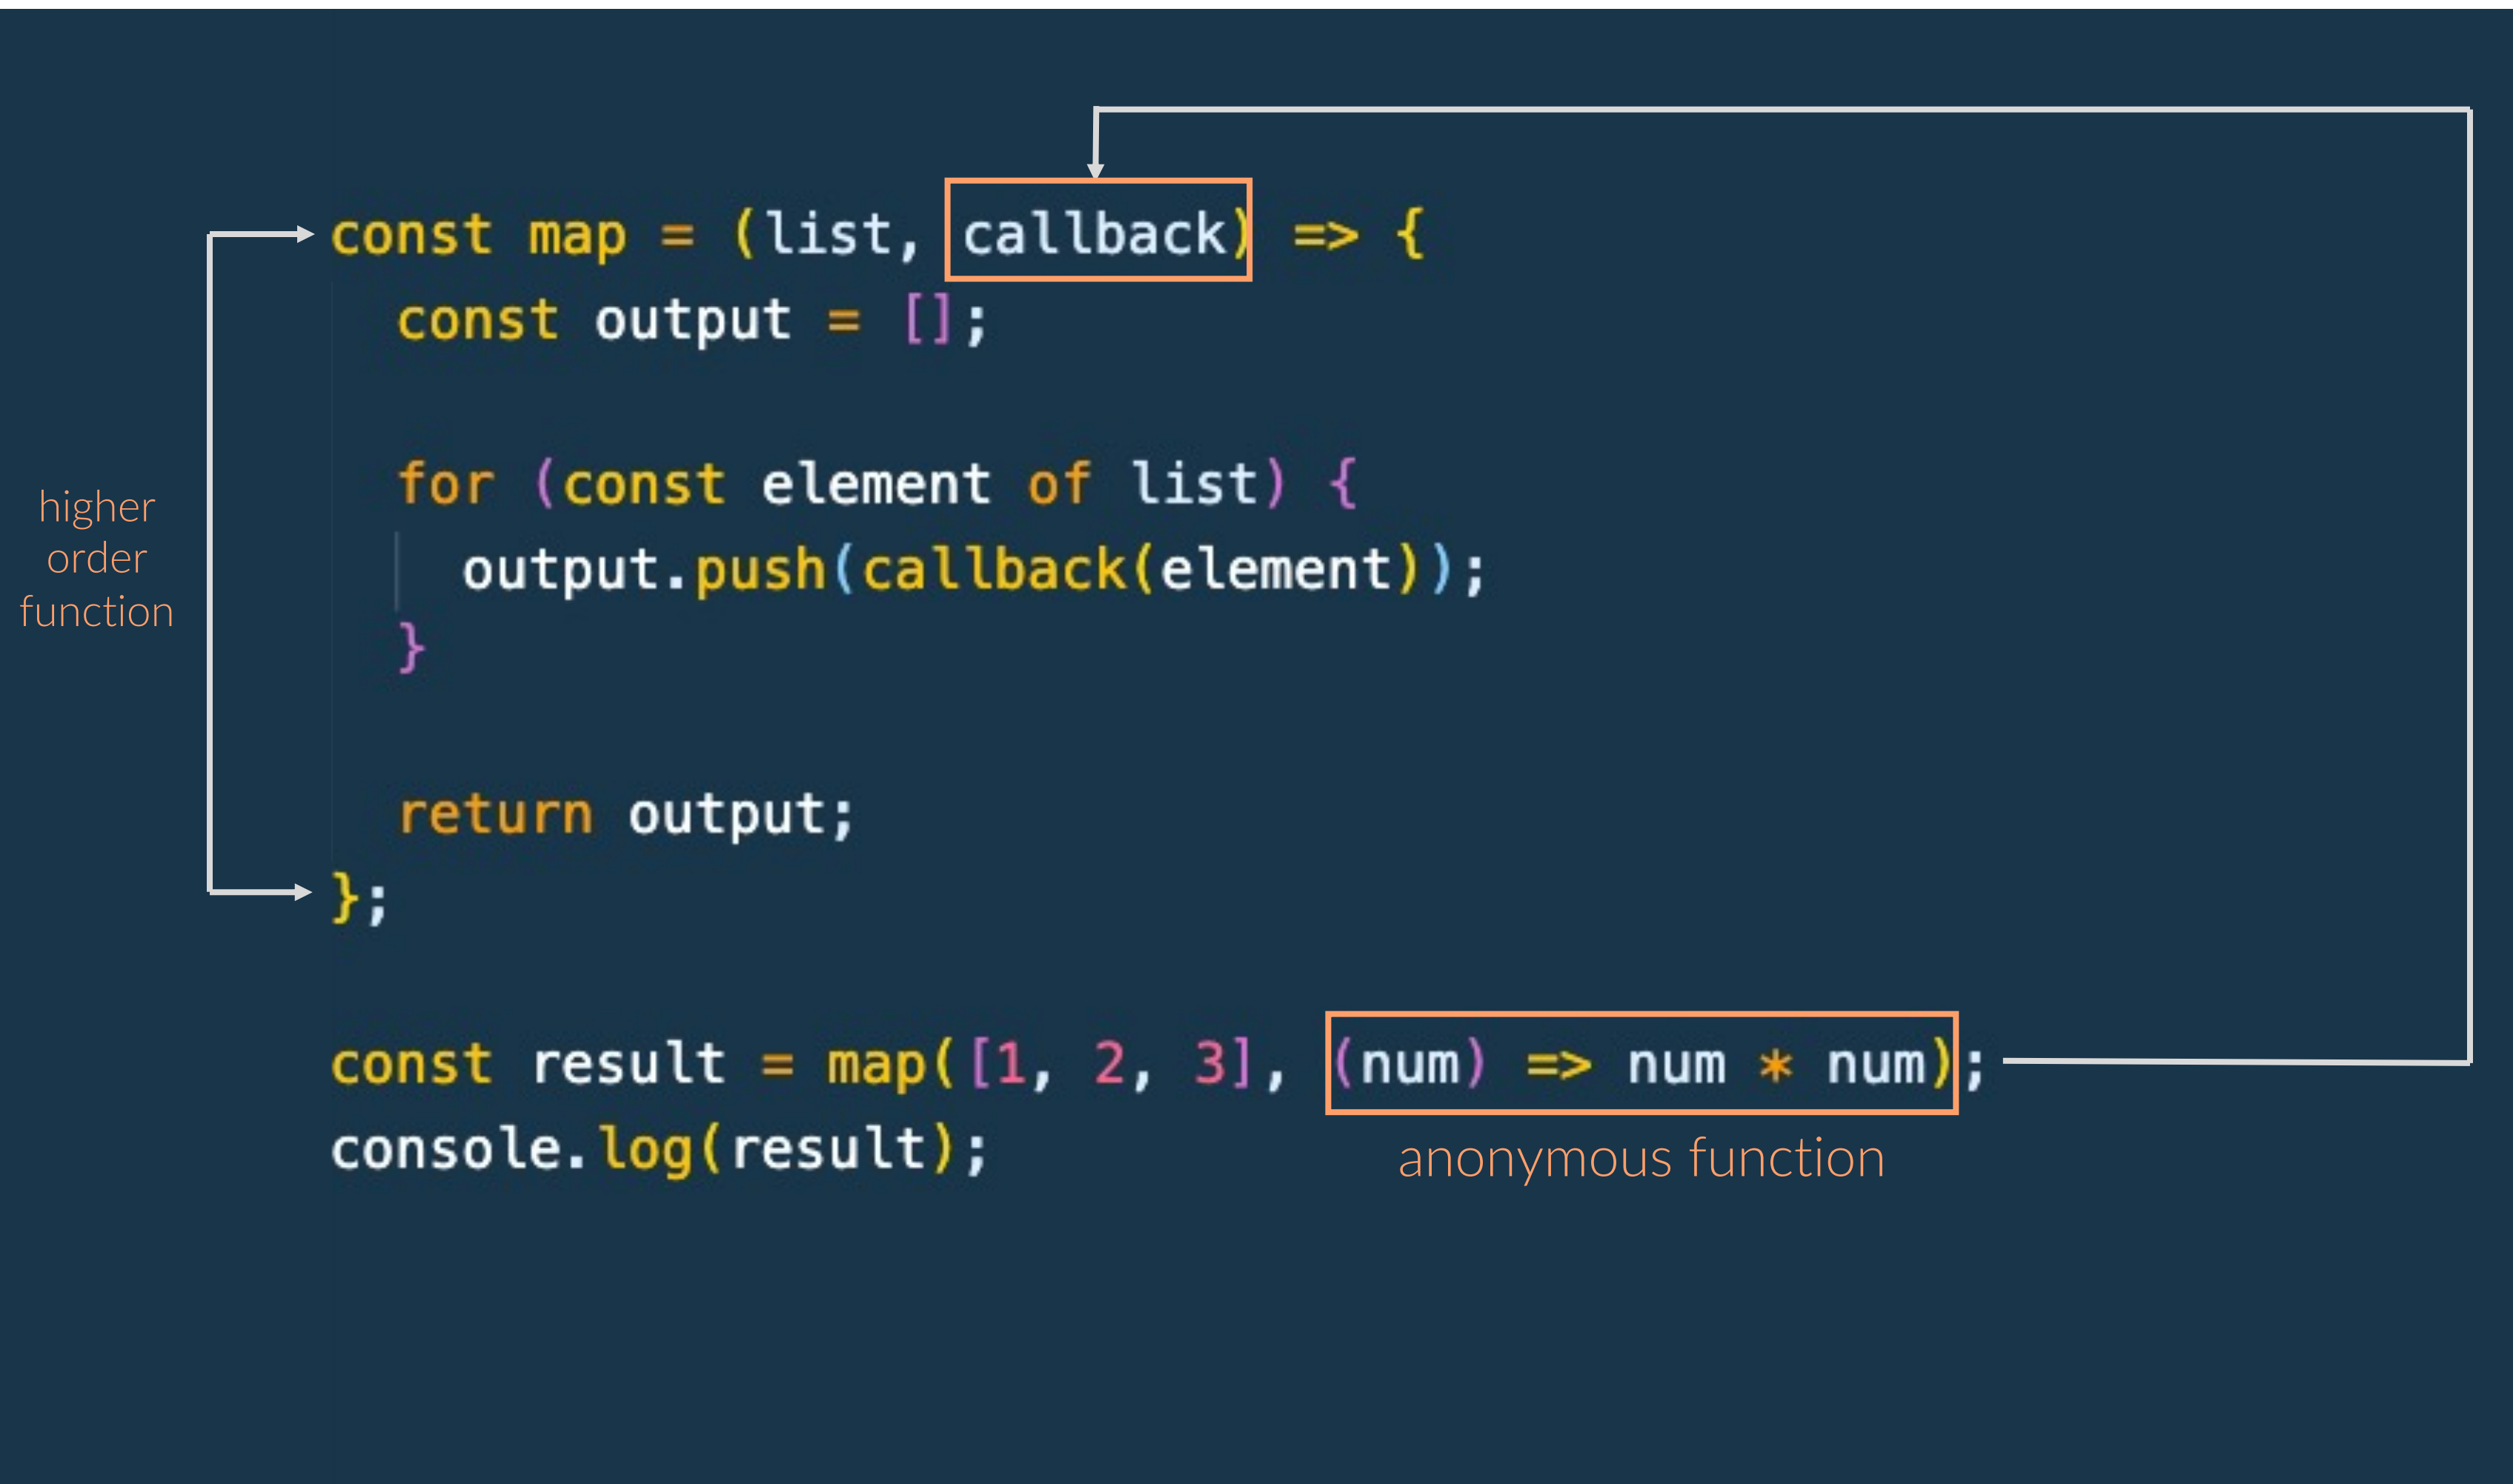 const map = (list, callback) => {
const output = [];
for (const element of list) {
output.push(callback(element));
}
return output;
};
higher
order
function
const result = map([1, 2, 3], (num) => num * num);
console.log(result);
anonymous function